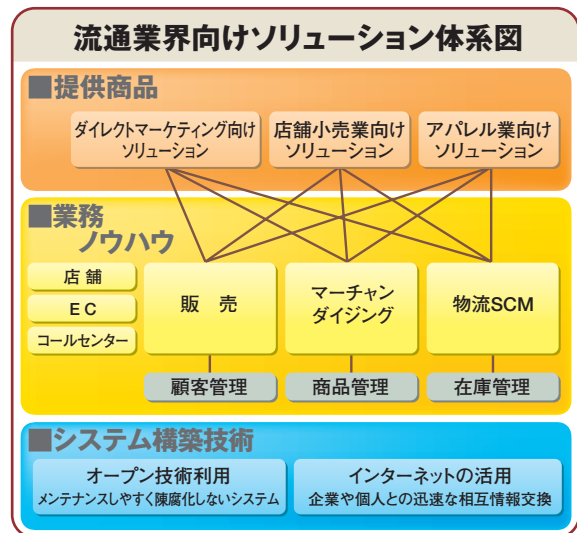 流通業界向けソリューション体系図
■提供商品
ダイレクトマーケティング向け
ソリューション
店舗小売業向け
ソリューション
アパレル業向け
ソリューション
■業務
ノウハウ
店舗
EC
コールセンター
販売
マーチャン
ダイジング
物流SCM
顧客管理
商品管理
在庫管理
■システム構築技術
オープン技術利用
メンテナンスしやすく陳腐化しないシステム
インターネットの活用
企業や個人との迅速な相互情報交換